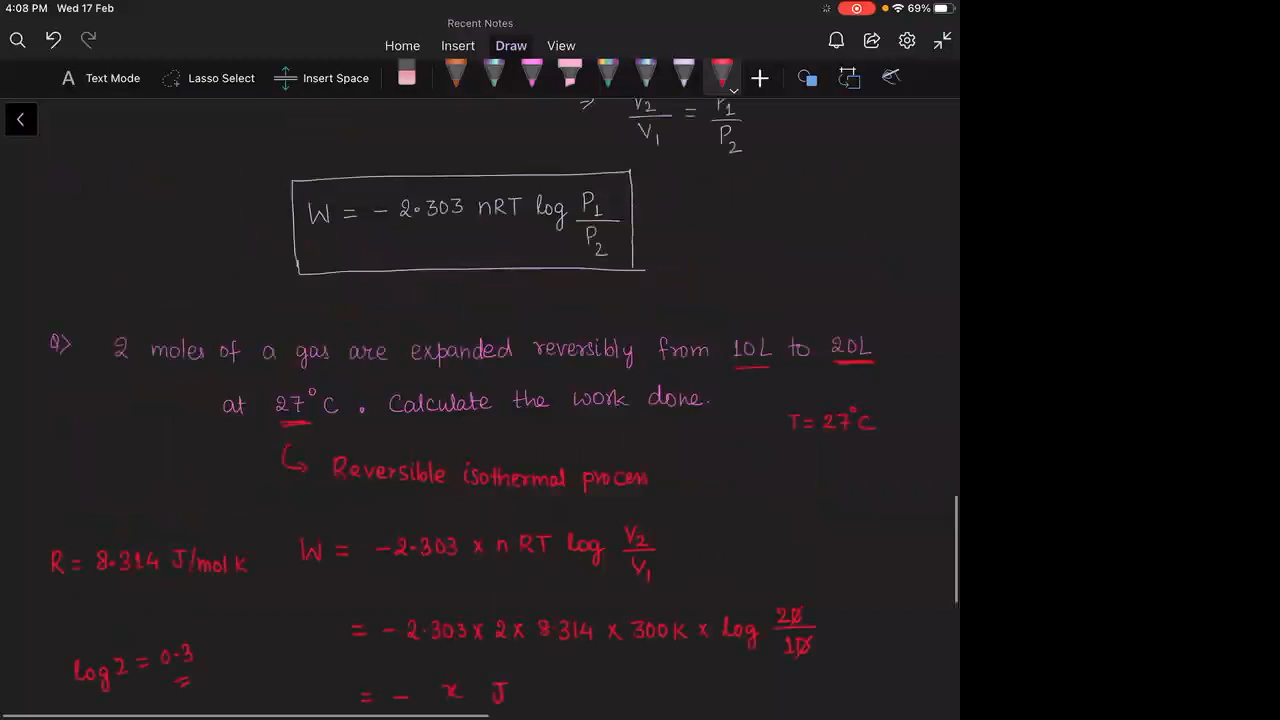 4:03 PM Wed 17 Feb
69%
Recent Notes
Home Insert Draw View
Text Mode Lasso Select Insert Space
⇒ V2/V1 = P1/P2
W = - 2.303 nRT log P1/P2
Q> 2 moles of a gas are expanded reversibly from 10L to 20L
at 27°C. Calculate the work done.
T = 27°C
↳ Reversible isothermal process
W = -2.303 x n RT log V2/V1
R = 8.314 J/mol K
= - 2.303 x 2 x 8.314 x 300K x log 20/10
log 2 = 0.3
= - x J